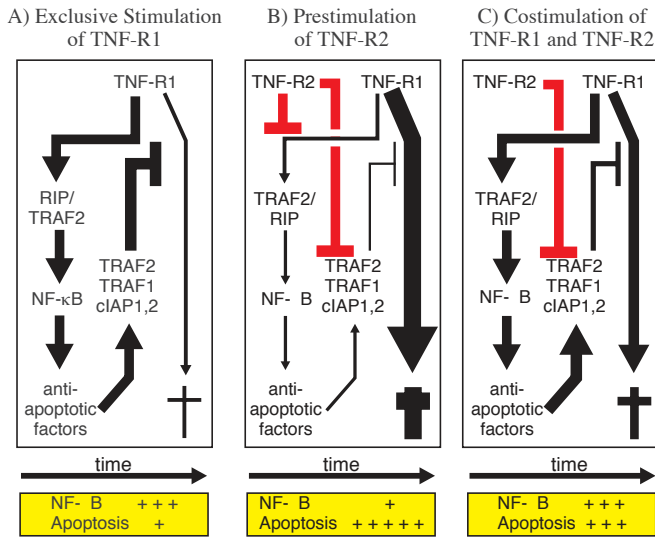 A) Exclusive Stimulation
of TNF-R1
TNF-R1
RIP/
TRAF2
TRAF2
TRAF1
cIAP1,2
NF-κB
anti-
apoptotic
factors
time
NF- B + + +
Apoptosis +
B) Prestimulation
of TNF-R2
TNF-R2 TNF-R1
TRAF2/
RIP
TRAF2
TRAF1
cIAP1,2
NF- B
anti-
apoptotic
factors
time
NF- B +
Apoptosis + + + + +
C) Costimulation of
TNF-R1 and TNF-R2
TNF-R2 TNF-R1
TRAF2/
RIP
TRAF2
TRAF1
cIAP1,2
NF- B
anti-
apoptotic
factors
time
NF- B + + +
Apoptosis + + +